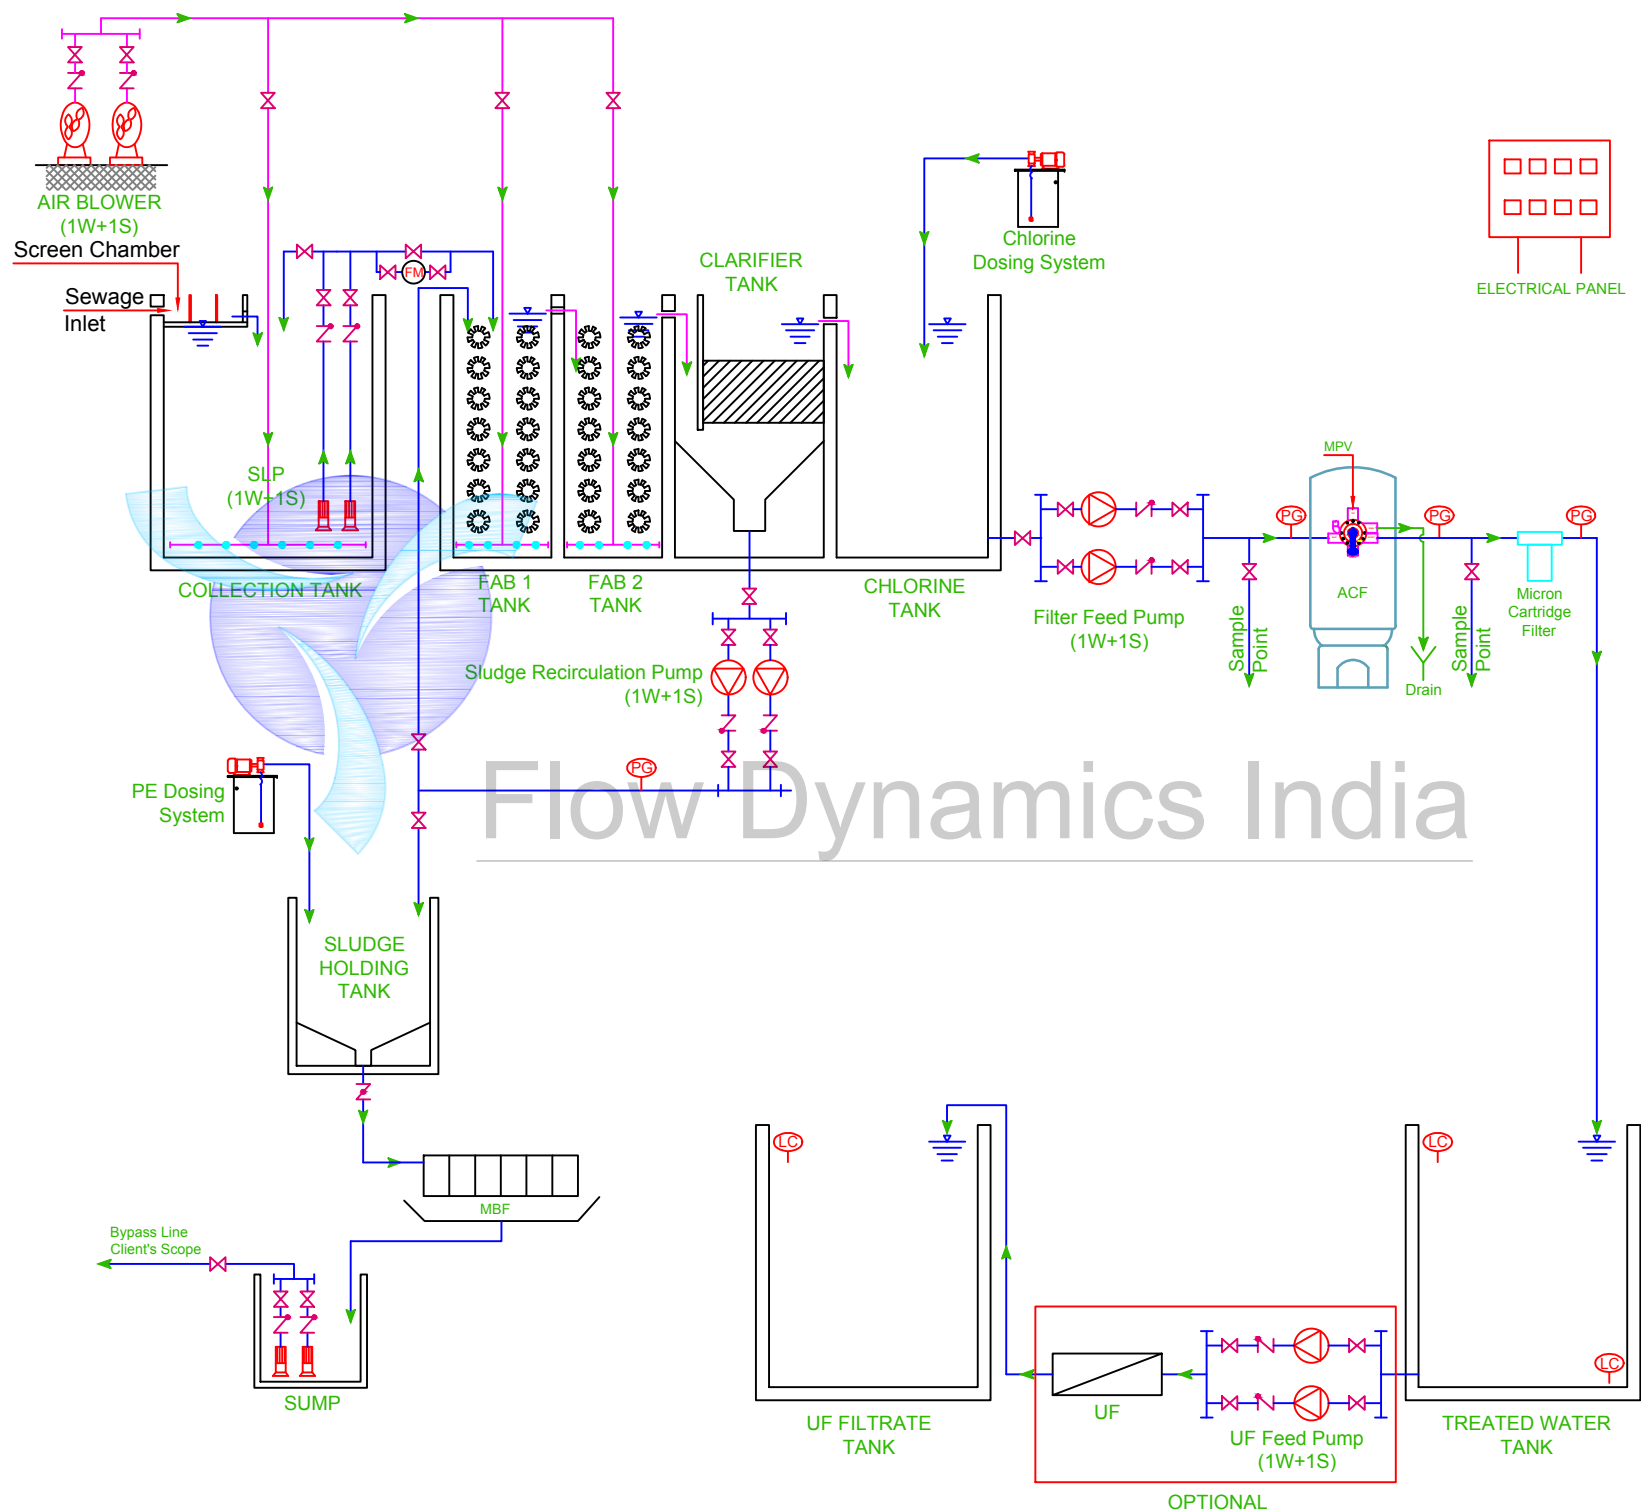 AIR BLOWER
(1W+1S)
Screen Chamber
Sewage
Inlet
FM
SLP
(1W+1S)
COLLECTION TANK
FAB 1
TANK
FAB 2
TANK
CLARIFIER
TANK
Chlorine
Dosing System
CHLORINE
TANK
ELECTRICAL PANEL
Filter Feed Pump
(1W+1S)
PG
MPV
PG
PG
ACF
Sample
Point
Drain
Sample
Point
Micron
Cartridge
Filter
Sludge Recirculation Pump
(1W+1S)
PG
Flow Dynamics India
PE Dosing
System
SLUDGE
HOLDING
TANK
MBF
Bypass Line
Client's Scope
SUMP
LC
UF FILTRATE
TANK
UF
UF Feed Pump
(1W+1S)
OPTIONAL
LC
LC
TREATED WATER
TANK